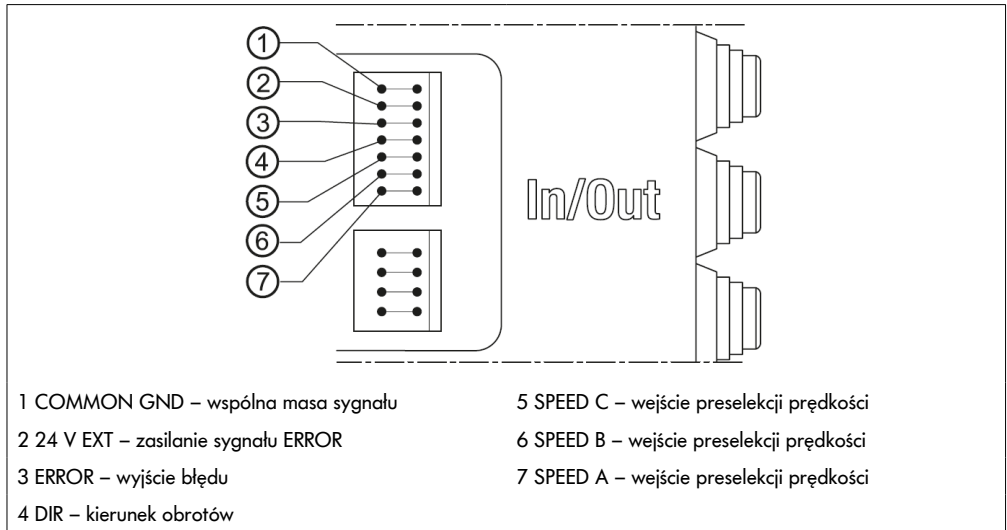 1
2
3
4
5
6
7
In/Out
1 COMMON GND – wspólna masa sygnału
2 24 V EXT – zasilanie sygnału ERROR
3 ERROR – wyjście błędu
4 DIR – kierunek obrotów
5 SPEED C – wejście preselekcji prędkości
6 SPEED B – wejście preselekcji prędkości
7 SPEED A – wejście preselekcji prędkości